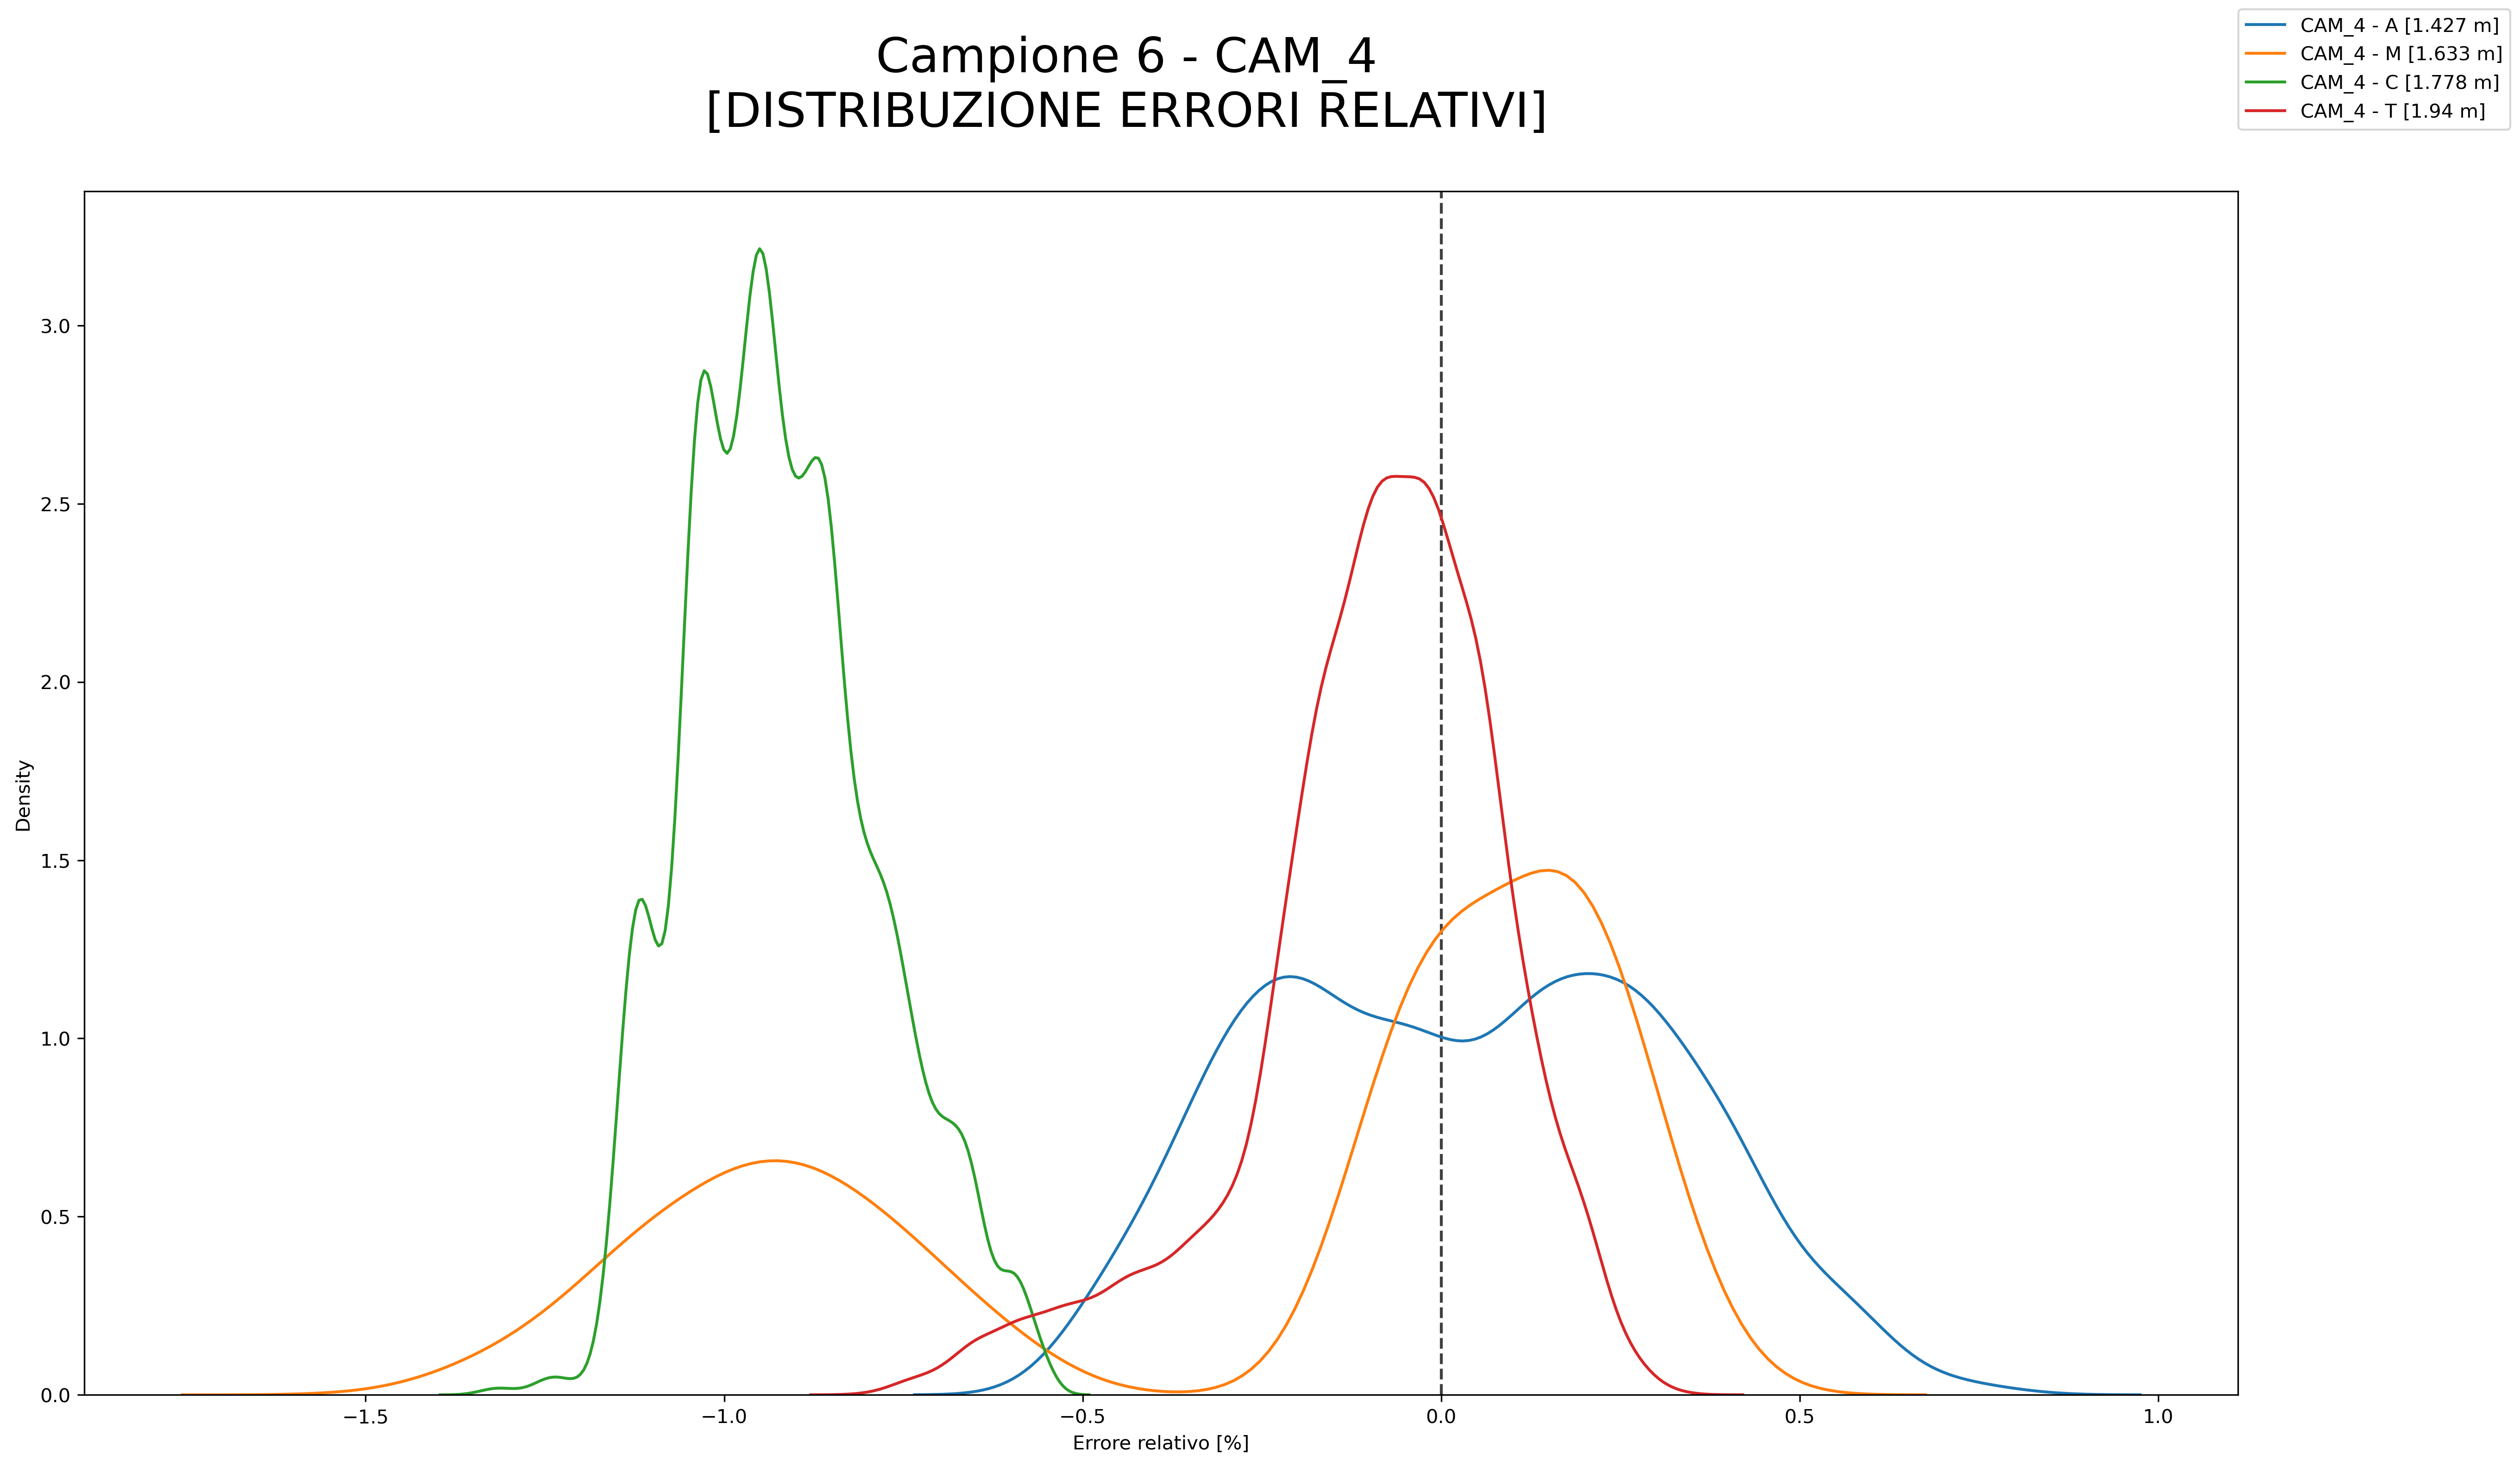 Campione 6 - CAM_4
[DISTRIBUZIONE ERRORI RELATIVI]
CAM_4 - A [1.427 m]
CAM_4 - M [1.633 m]
CAM_4 - C [1.778 m]
CAM_4 - T [1.94 m]
3.0
2.5
2.0
1.5
1.0
0.5
0.0
Density
−1.5
−1.0
−0.5
0.0
0.5
1.0
Errore relativo [%]